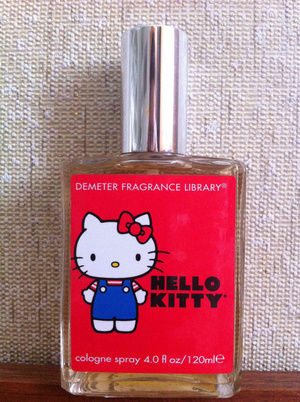 DEMETER FRAGRANCE LIBRARY®
HELLO
KITTY®
cologne spray 4.0 fl oz/120ml℮